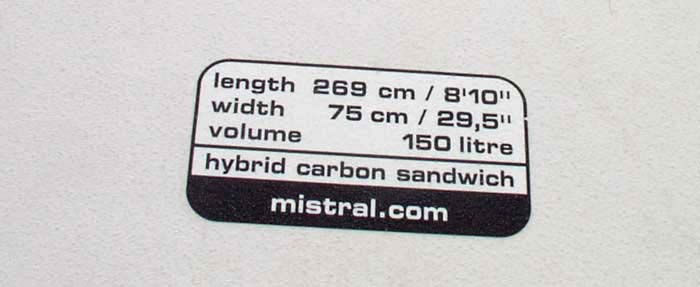 length 269 cm / 8'10"
width 75 cm / 29,5"
volume 150 litre
hybrid carbon sandwich
mistral.com